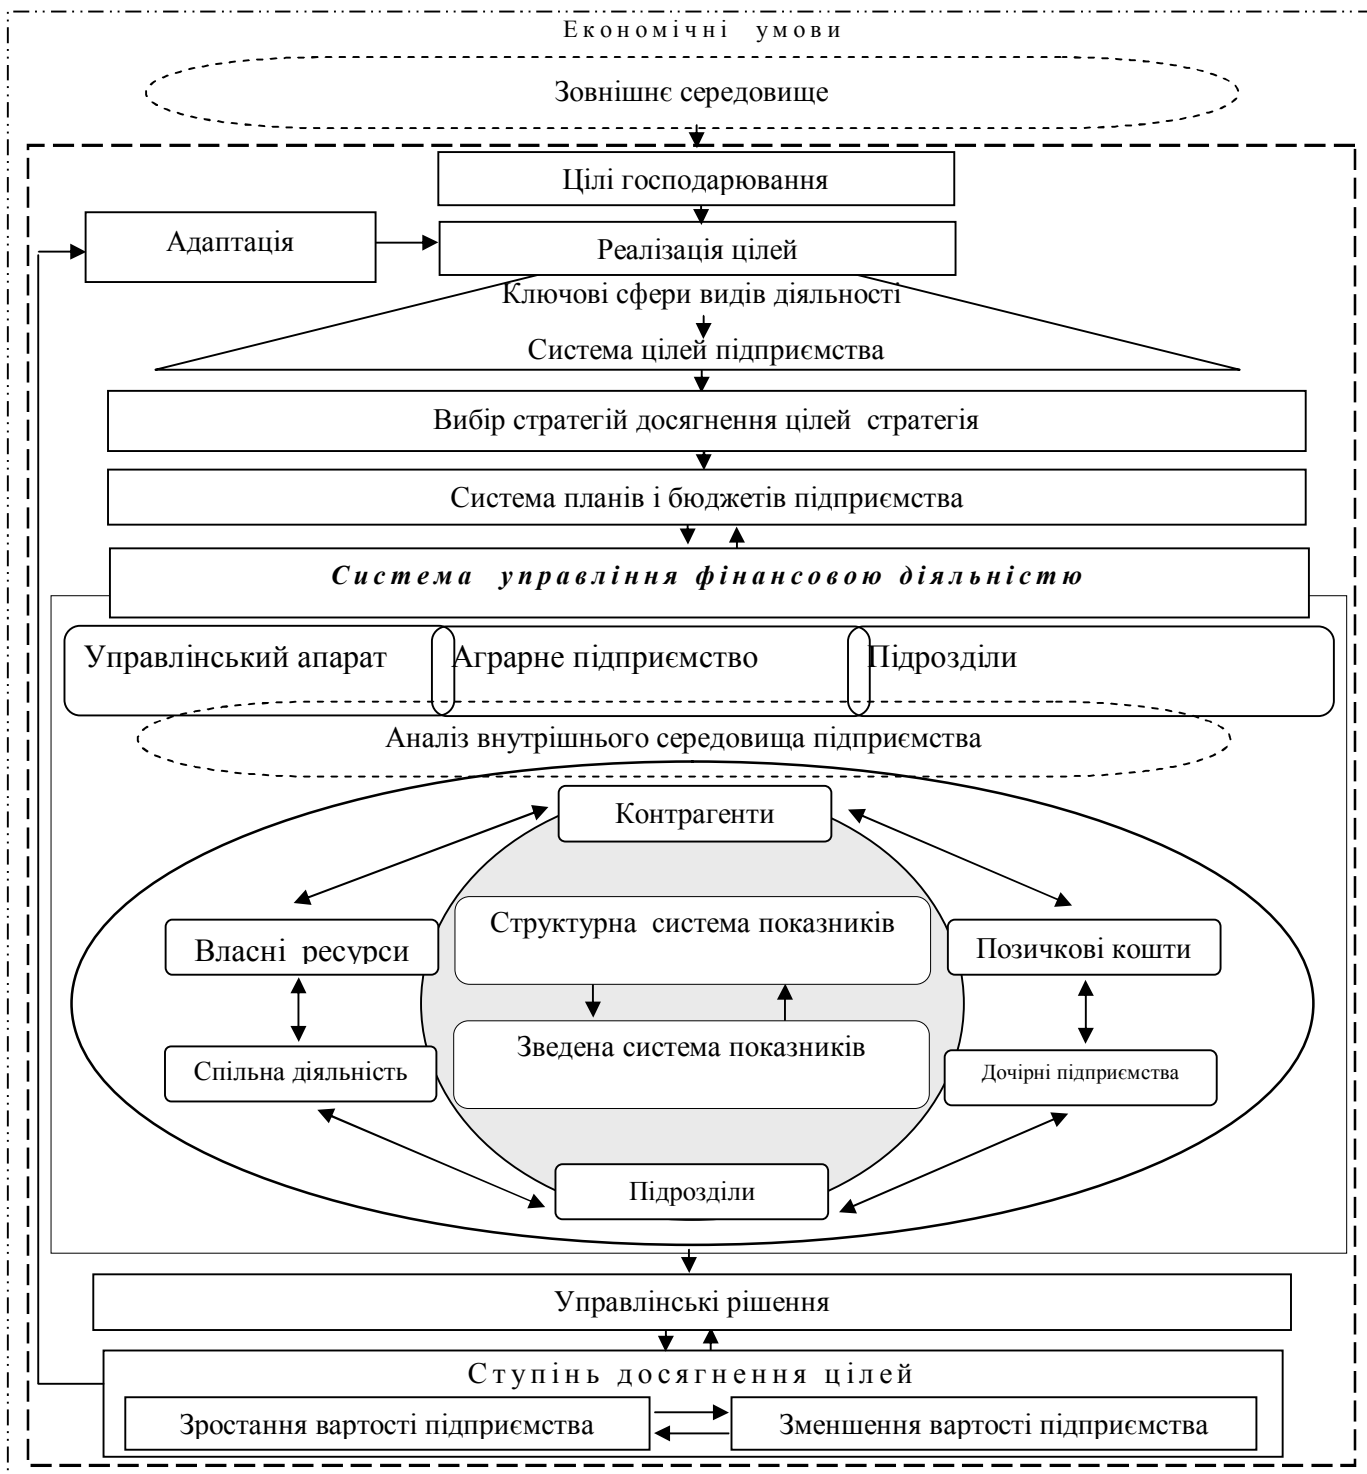 Економічні умови
Зовнішнє середовище
Цілі господарювання
Адаптація
Реалізація цілей
Ключові сфери видів діяльності
Система цілей підприємства
Вибір стратегій досягнення цілей стратегія
Система планів і бюджетів підприємства
Система управління фінансовою діяльністю
Управлінський апарат
Аграрне підприємство
Підрозділи
Аналіз внутрішнього середовища підприємства
Контрагенти
Структурна система показників
Власні ресурси
Позичкові кошти
Зведена система показників
Спільна діяльність
Дочірні підприємства
Підрозділи
Управлінські рішення
Ступінь досягнення цілей
Зростання вартості підприємства
Зменшення вартості підприємства